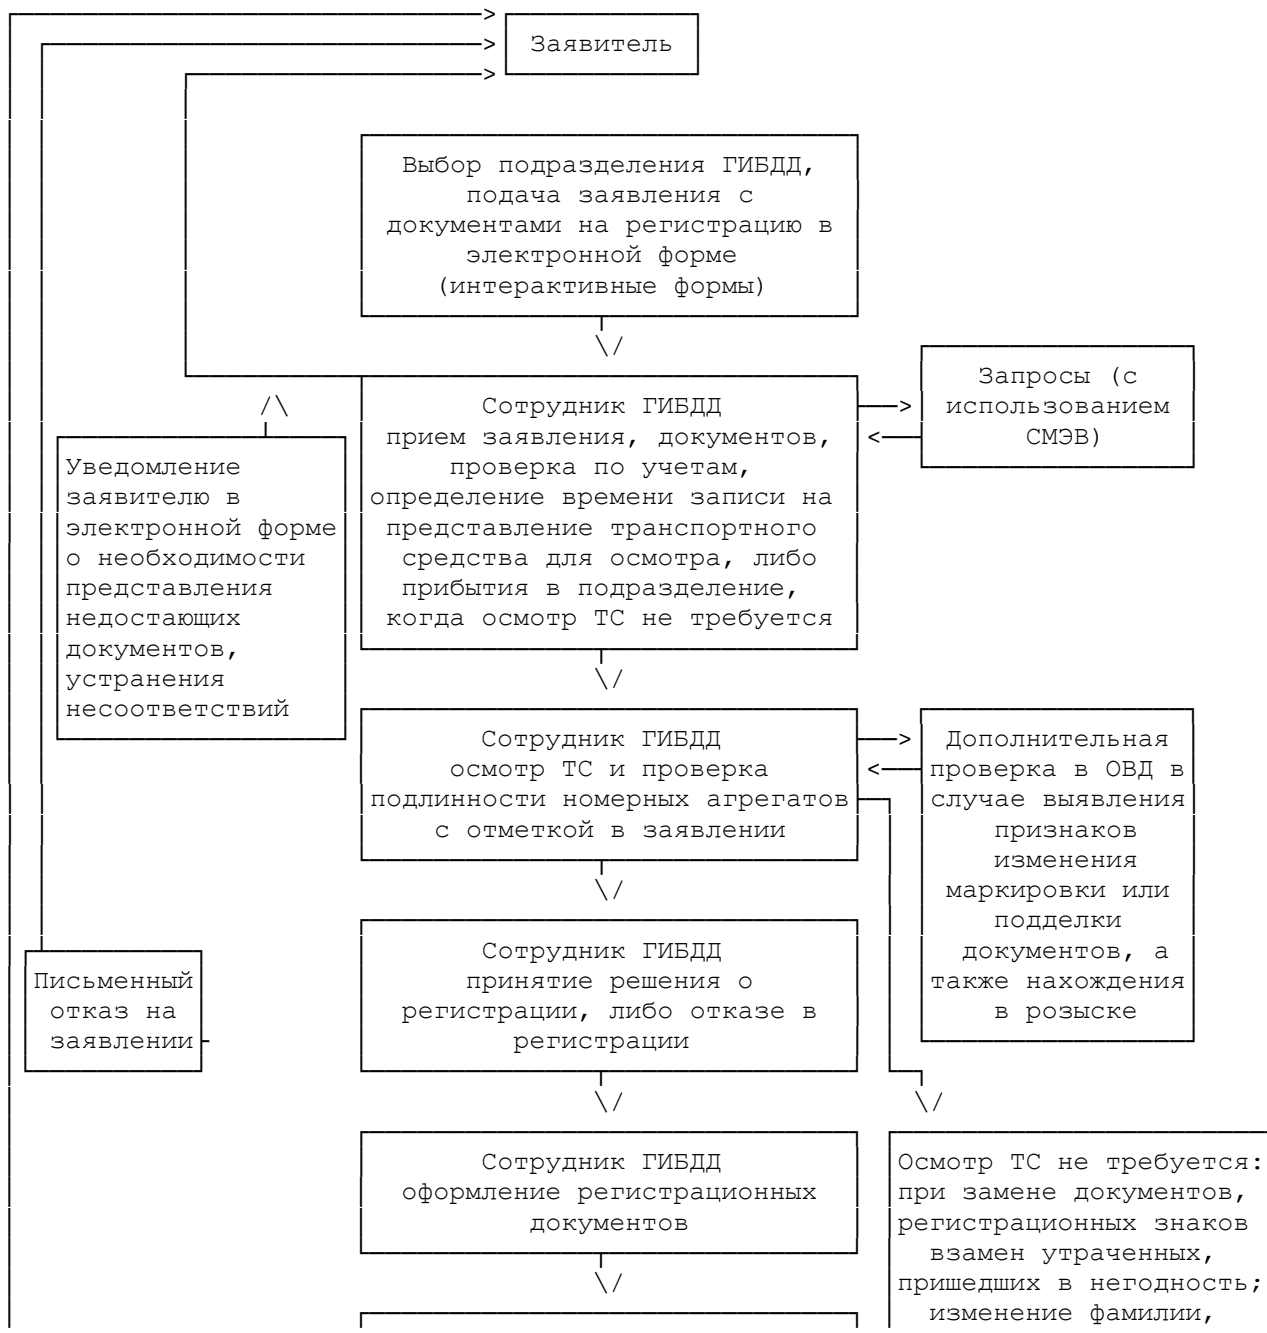 Заявитель
Выбор подразделения ГИБДД,
подача заявления с
документами на регистрацию в
электронной форме
(интерактивные формы)
Запросы (с
использованием
СМЭВ)
Сотрудник ГИБДД
прием заявления, документов,
проверка по учетам,
определение времени записи на
представление транспортного
средства для осмотра, либо
прибытия в подразделение,
когда осмотр ТС не требуется
Уведомление
заявителю в
электронной форме
о необходимости
представления
недостающих
документов,
устранения
несоответствий
Сотрудник ГИБДД
осмотр ТС и проверка
подлинности номерных агрегатов
с отметкой в заявлении
Дополнительная
проверка в ОВД в
случае выявления
признаков
изменения
маркировки или
подделки
документов, а
также нахождения
в розыске
Сотрудник ГИБДД
принятие решения о
регистрации, либо отказе в
регистрации
Письменный
отказ на
заявлении
Сотрудник ГИБДД
оформление регистрационных
документов
Осмотр ТС не требуется:
при замене документов,
регистрационных знаков
взамен утраченных,
пришедших в негодность;
изменение фамилии,